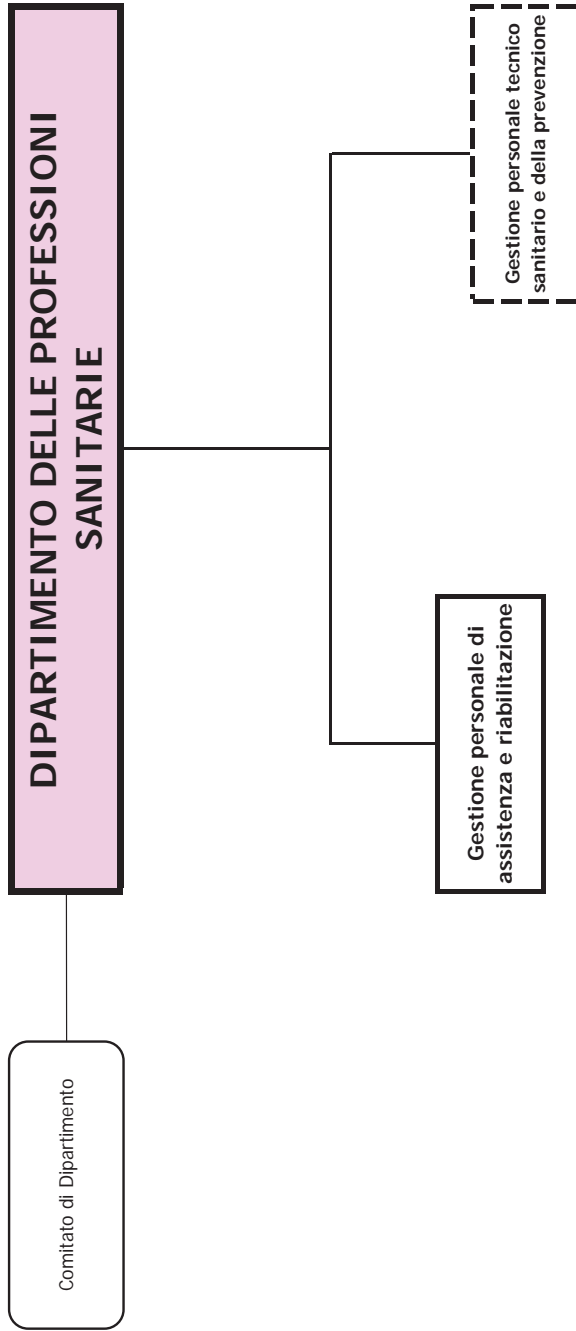 DIPARTIMENTO DELLE PROFESSIONI
SANITARIE
Comitato di Dipartimento
Gestione personale di
assistenza e riabilitazione
Gestione personale tecnico
sanitario e della prevenzione